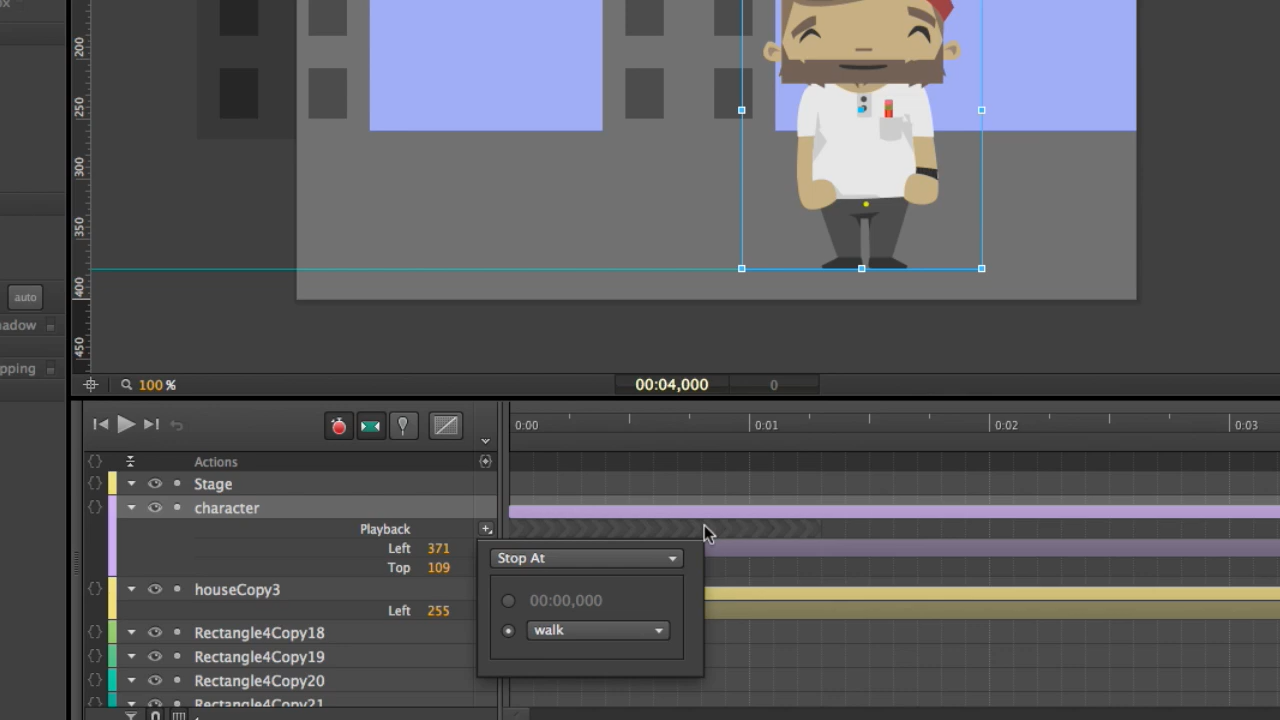 ox
200
250
300
350
400
450
auto
hadow
pping
100 %
00:04,000
0
0:00
0:01
0:02
0:03
Actions
Stage
character
Playback
Left 371
Top 109
Stop At
00:00,000
walk
houseCopy3
Left 255
Rectangle4Copy18
Rectangle4Copy19
Rectangle4Copy20
Rectangle4Copy21